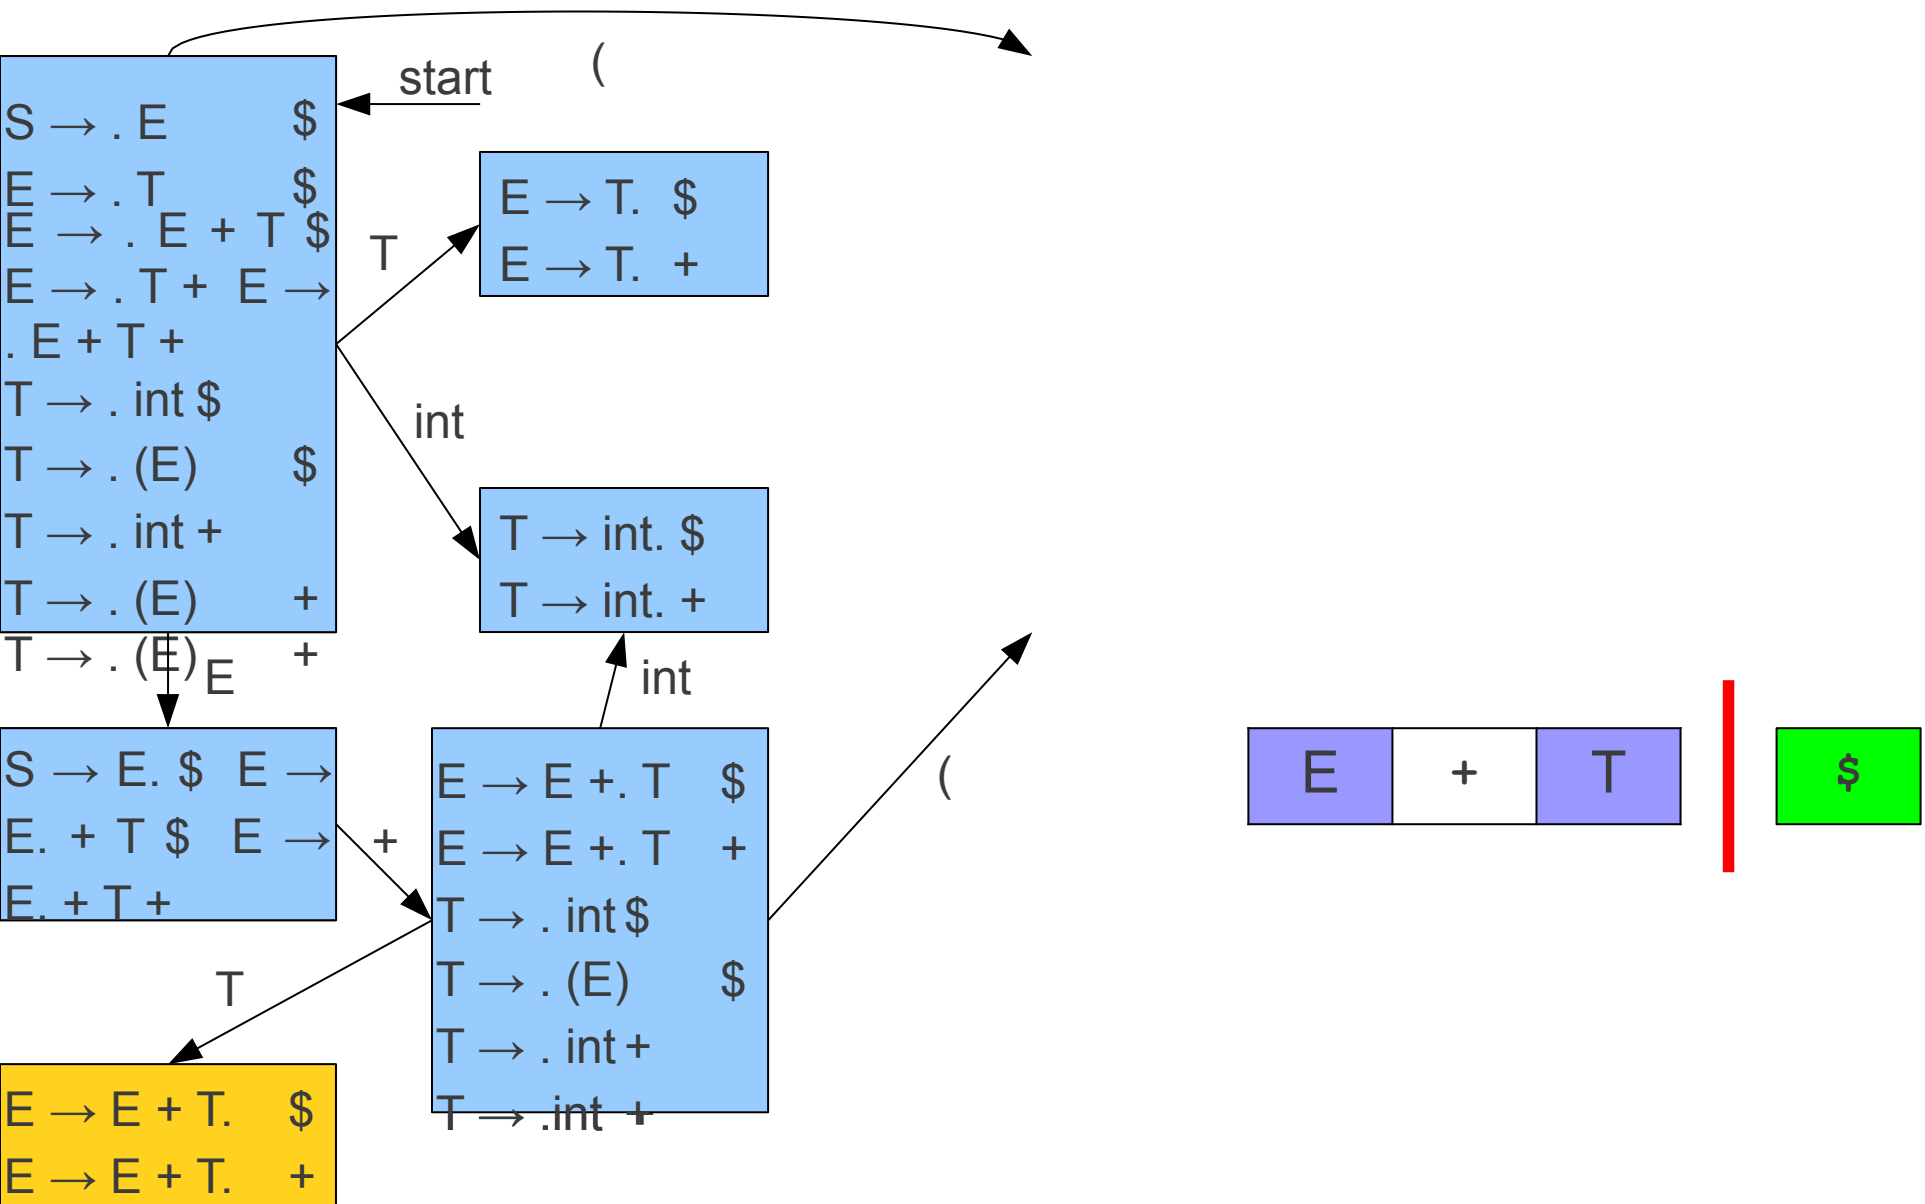 (
start
S → . E $
E → . T $
E → . E + T $
E → . T + E →
. E + T +
T → . int $
T → . (E) $
T → . int +
T → . (E) +
T → . (E) +
T
E → T. $
E → T. +
int
T → int. $
T → int. +
E
int
S → E. $ E →
E. + T $ E →
E. + T +
+
E → E +. T $
E → E +. T +
T → . int $
T → . (E) $
T → . int +
T → .int +
(
T
E → E + T. $
E → E + T. +
E + T $